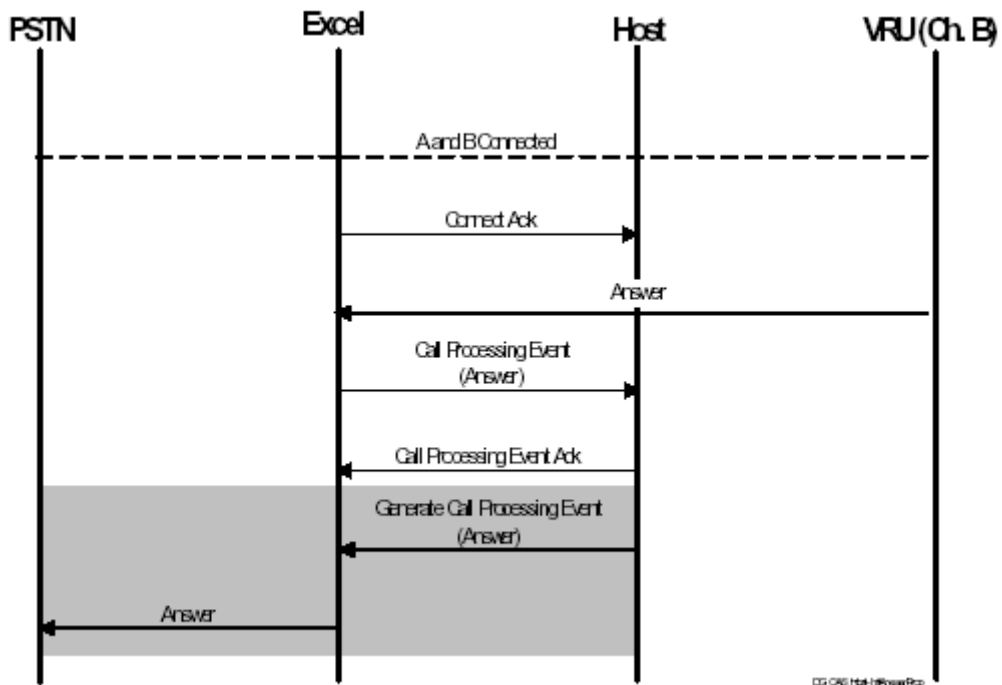 PSTN Excel Host VRU (Ch. B)
A and B Connected
Connect Ack
Answer
Call Processing Event
(Answer)
Call Processing Event Ack
Generate Call Processing Event
(Answer)
Answer